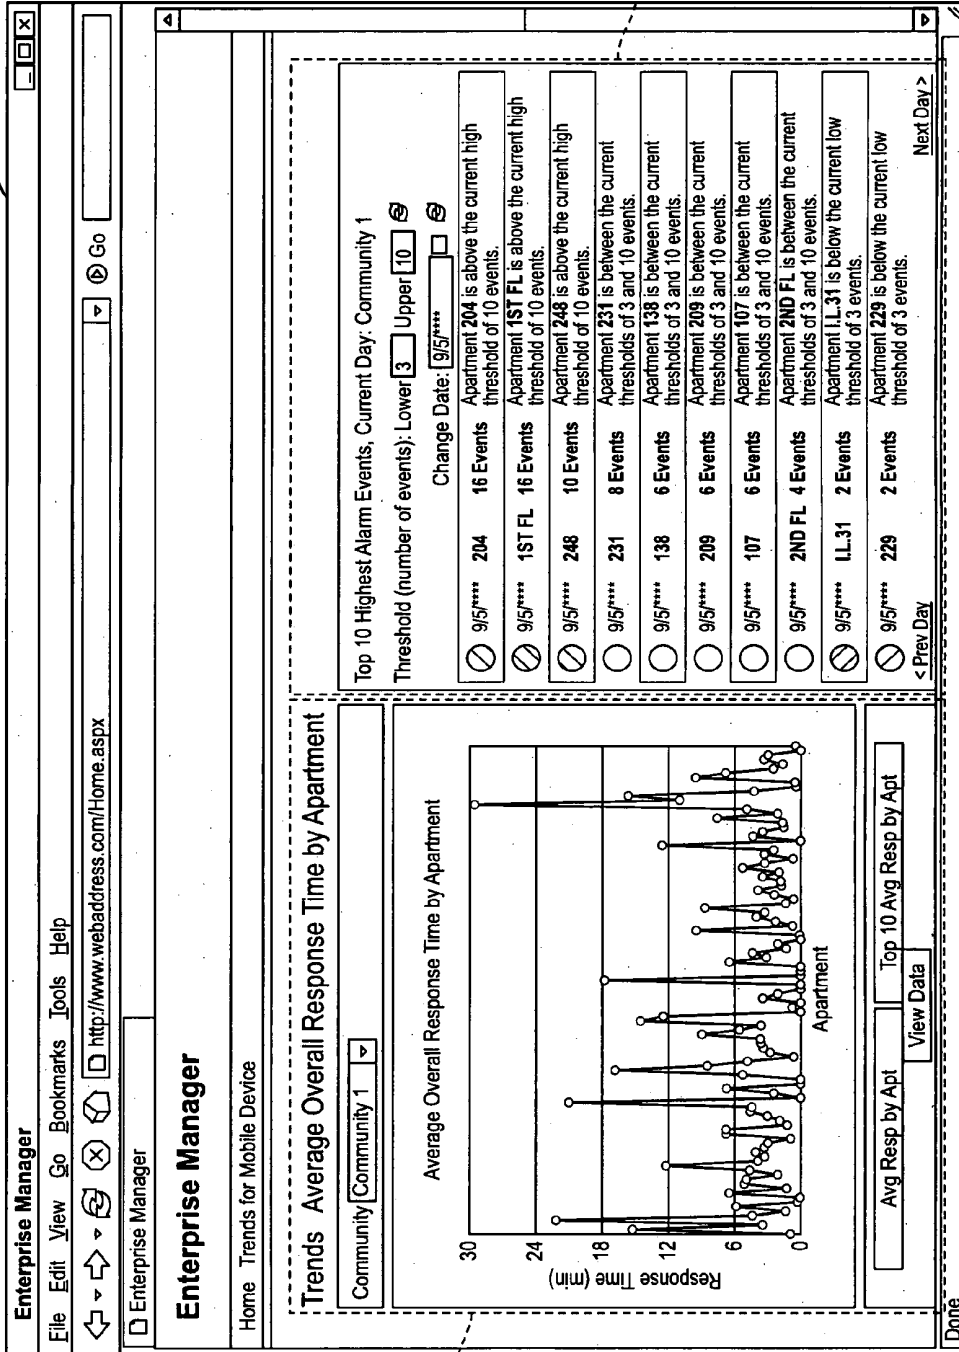 Enterprise Manager
File Edit View Go Bookmarks Tools Help
http://www.webaddress.com/Home.aspx Go
Enterprise Manager
Enterprise Manager
Home Trends for Mobile Device
Trends Average Overall Response Time by Apartment
Community Community 1
Average Overall Response Time by Apartment
Response Time (min)
30
24
18
12
6
0
Apartment
Avg Resp by Apt Top 10 Avg Resp by Apt
View Data
Top 10 Highest Alarm Events, Current Day: Community 1
Threshold (number of events): Lower 3 Upper 10
Change Date: 9/5/****
9/5/**** 204 16 Events Apartment 204 is above the current high
threshold of 10 events.
9/5/**** 1ST FL 16 Events Apartment 1ST FL is above the current high
threshold of 10 events.
9/5/**** 248 10 Events Apartment 248 is above the current high
threshold of 10 events.
9/5/**** 231 8 Events Apartment 231 is between the current
thresholds of 3 and 10 events.
9/5/**** 138 6 Events Apartment 138 is between the current
thresholds of 3 and 10 events.
9/5/**** 209 6 Events Apartment 209 is between the current
thresholds of 3 and 10 events.
9/5/**** 107 6 Events Apartment 107 is between the current
thresholds of 3 and 10 events.
9/5/**** 2ND FL 4 Events Apartment 2ND FL is between the current
thresholds of 3 and 10 events.
9/5/**** I.L.31 2 Events Apartment I.L.31 is below the current low
threshold of 3 events.
9/5/**** 229 2 Events Apartment 229 is below the current low
threshold of 3 events.
< Prev Day Next Day >
Done